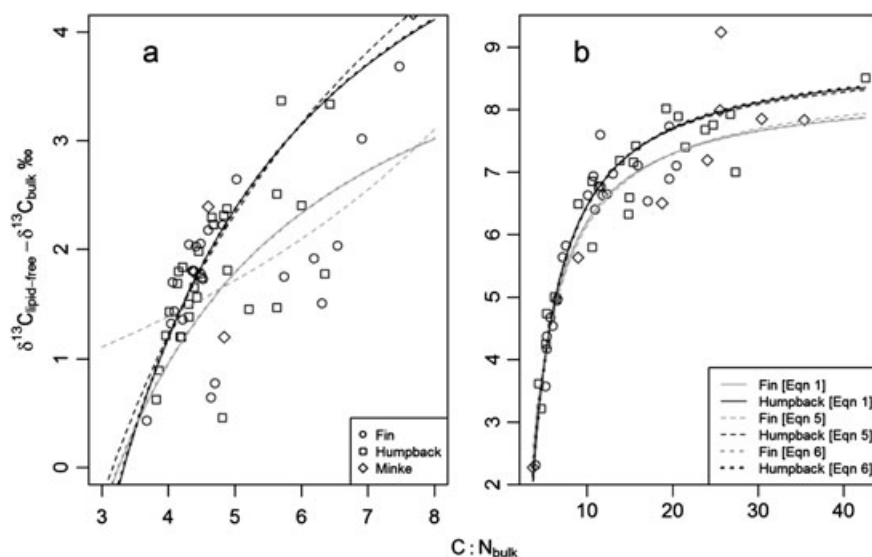 a
b
δ13Clipid–free – δ13Cbulk ‰
4
3
2
1
0
3 4 5 6 7 8
Fin
Humpback
Minke
9
8
7
6
5
4
3
2
10 20 30 40
Fin [Eqn 1]
Humpback [Eqn 1]
Fin [Eqn 5]
Humpback [Eqn 5]
Fin [Eqn 6]
Humpback [Eqn 6]
C : Nbulk